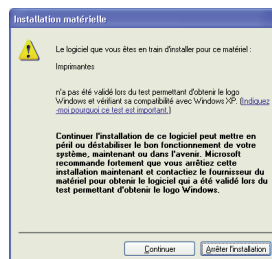 Installation matérielle
Le logiciel que vous êtes en train d'installer pour ce matériel :
Imprimantes
n'a pas été validé lors du test permettant d'obtenir le logo
Windows et vérifiant sa compatibilité avec Windows XP. (Indiquez
-moi pourquoi ce test est important.)
Continuer l'installation de ce logiciel peut mettre en
péril ou déstabiliser le bon fonctionnement de votre
système, maintenant ou dans l'avenir. Microsoft
recommande fortement que vous arrêtiez cette
installation maintenant et contactiez le fournisseur du
matériel pour obtenir le logiciel qui a été validé lors du
test permettant d'obtenir le logo Windows.
Continuer
Arrêter l'installation